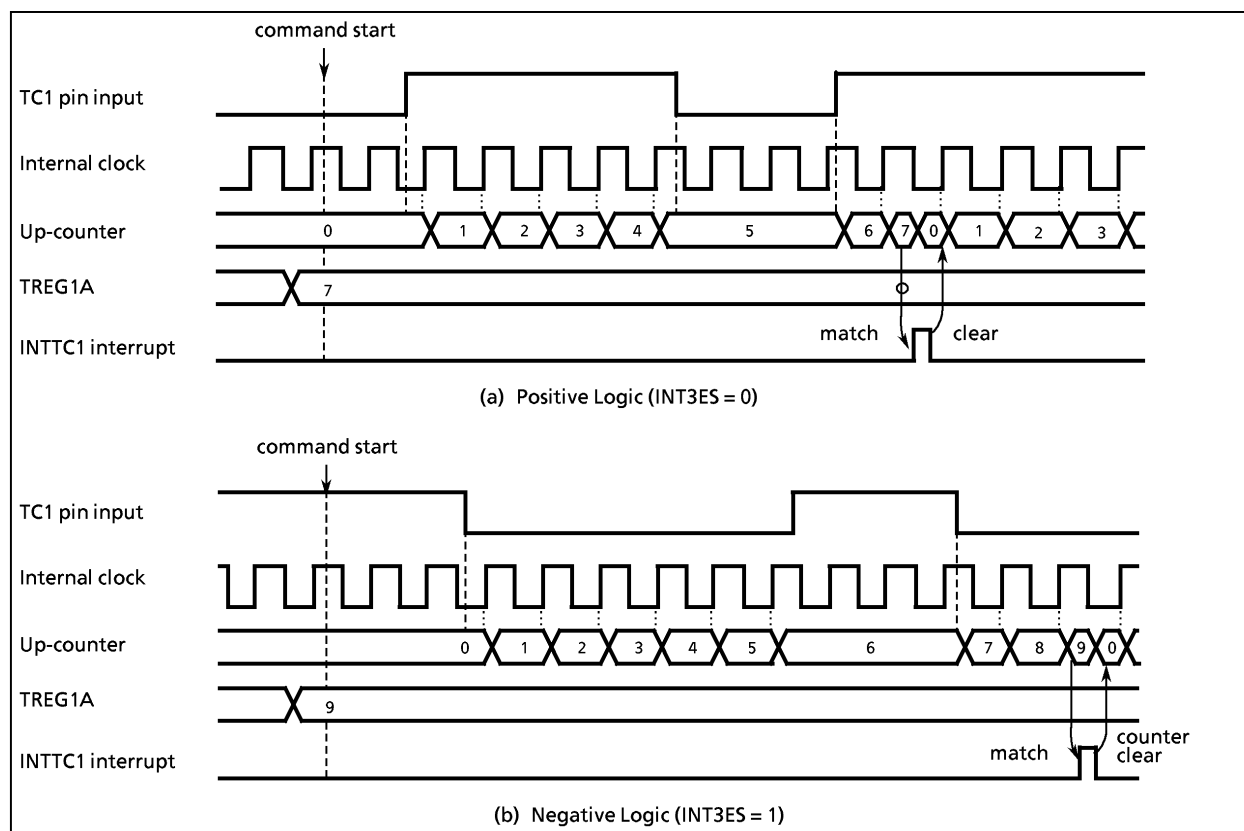 command start
TC1 pin input
Internal clock
Up-counter 0 1 2 3 4 5 6 7 0 1 2 3
TREG1A 7
match clear
INTTC1 interrupt
(a) Positive Logic (INT3ES = 0)
command start
TC1 pin input
Internal clock
Up-counter 0 1 2 3 4 5 6 7 8 9 0
TREG1A 9
match counter
clear
INTTC1 interrupt
(b) Negative Logic (INT3ES = 1)